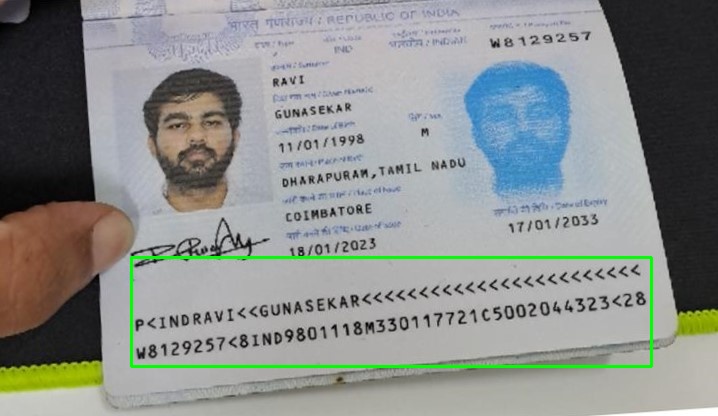 भारत गणराज्य / REPUBLIC OF INDIA
IND
भारतीय / INDIAN
W8129257
RAVI
GUNASEKAR
11/01/1998
M
DHARAPURAM,TAMIL NADU
COIMBATORE
18/01/2023
17/01/2033
P<INDRAVI<<GUNASEKAR<<<<<<<<<<<<<<<<<<<<<<<<
W8129257<8IND9801118M330117721C5002044323<28